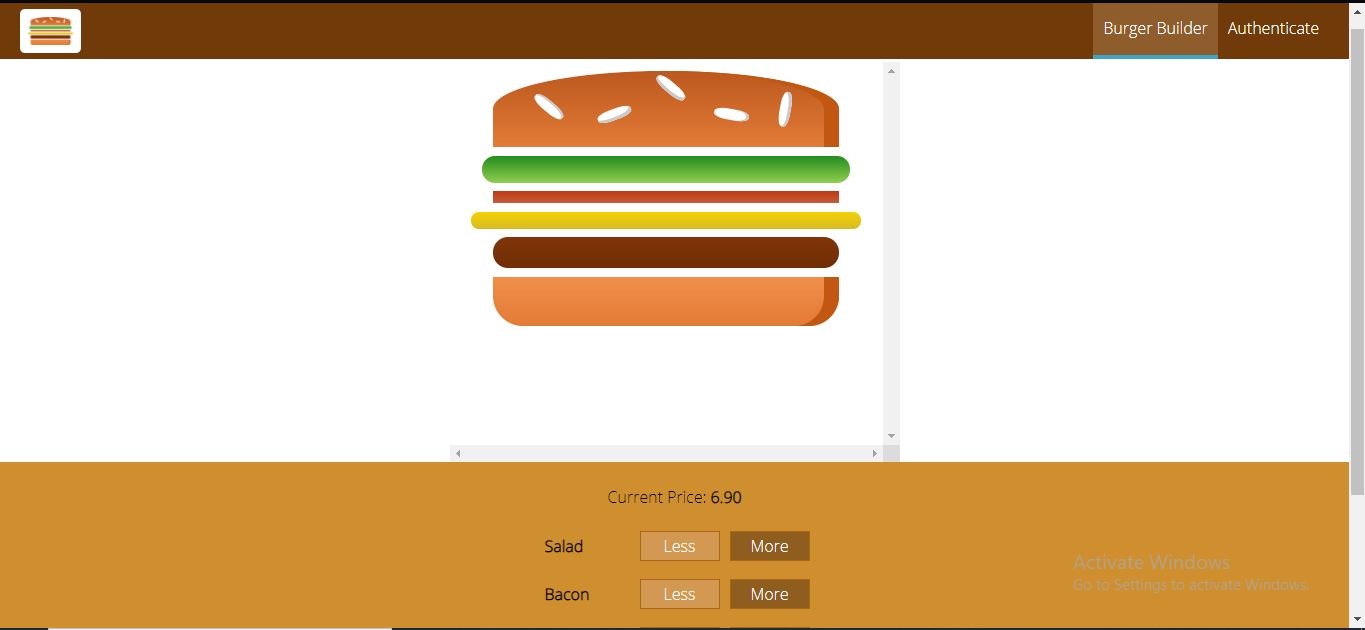 Burger Builder Authenticate
Current Price: 6.90
Salad Less More
Activate Windows
Go to Settings to activate Windows.
Bacon Less More